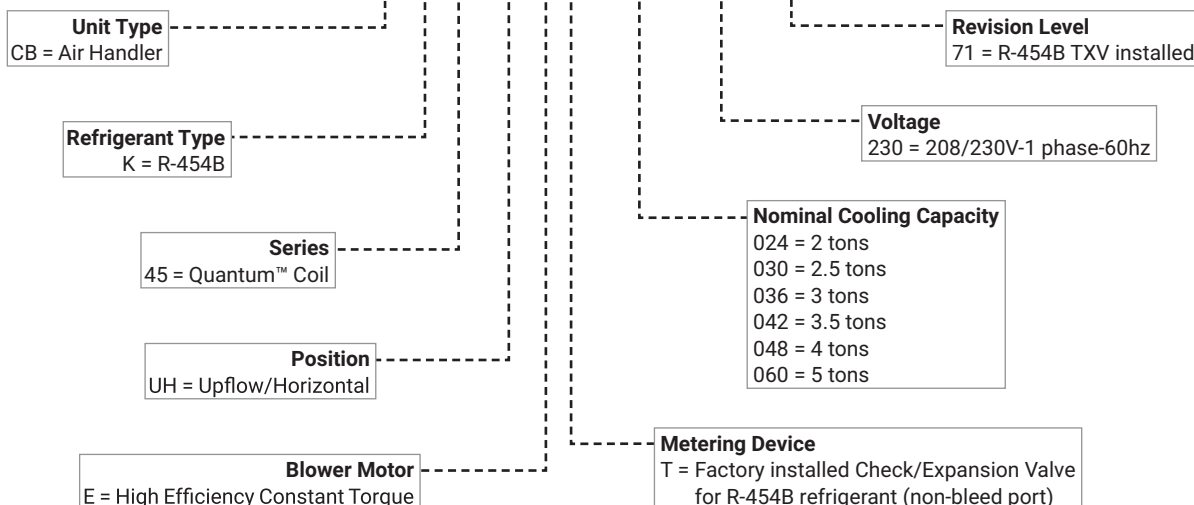 Unit Type
CB = Air Handler
Refrigerant Type
K = R-454B
Series
45 = Quantum™ Coil
Position
UH = Upflow/Horizontal
Blower Motor
E = High Efficiency Constant Torque
Revision Level
71 = R-454B TXV installed
Voltage
230 = 208/230V-1 phase-60hz
Nominal Cooling Capacity
024 = 2 tons
030 = 2.5 tons
036 = 3 tons
042 = 3.5 tons
048 = 4 tons
060 = 5 tons
Metering Device
T = Factory installed Check/Expansion Valve
for R-454B refrigerant (non-bleed port)